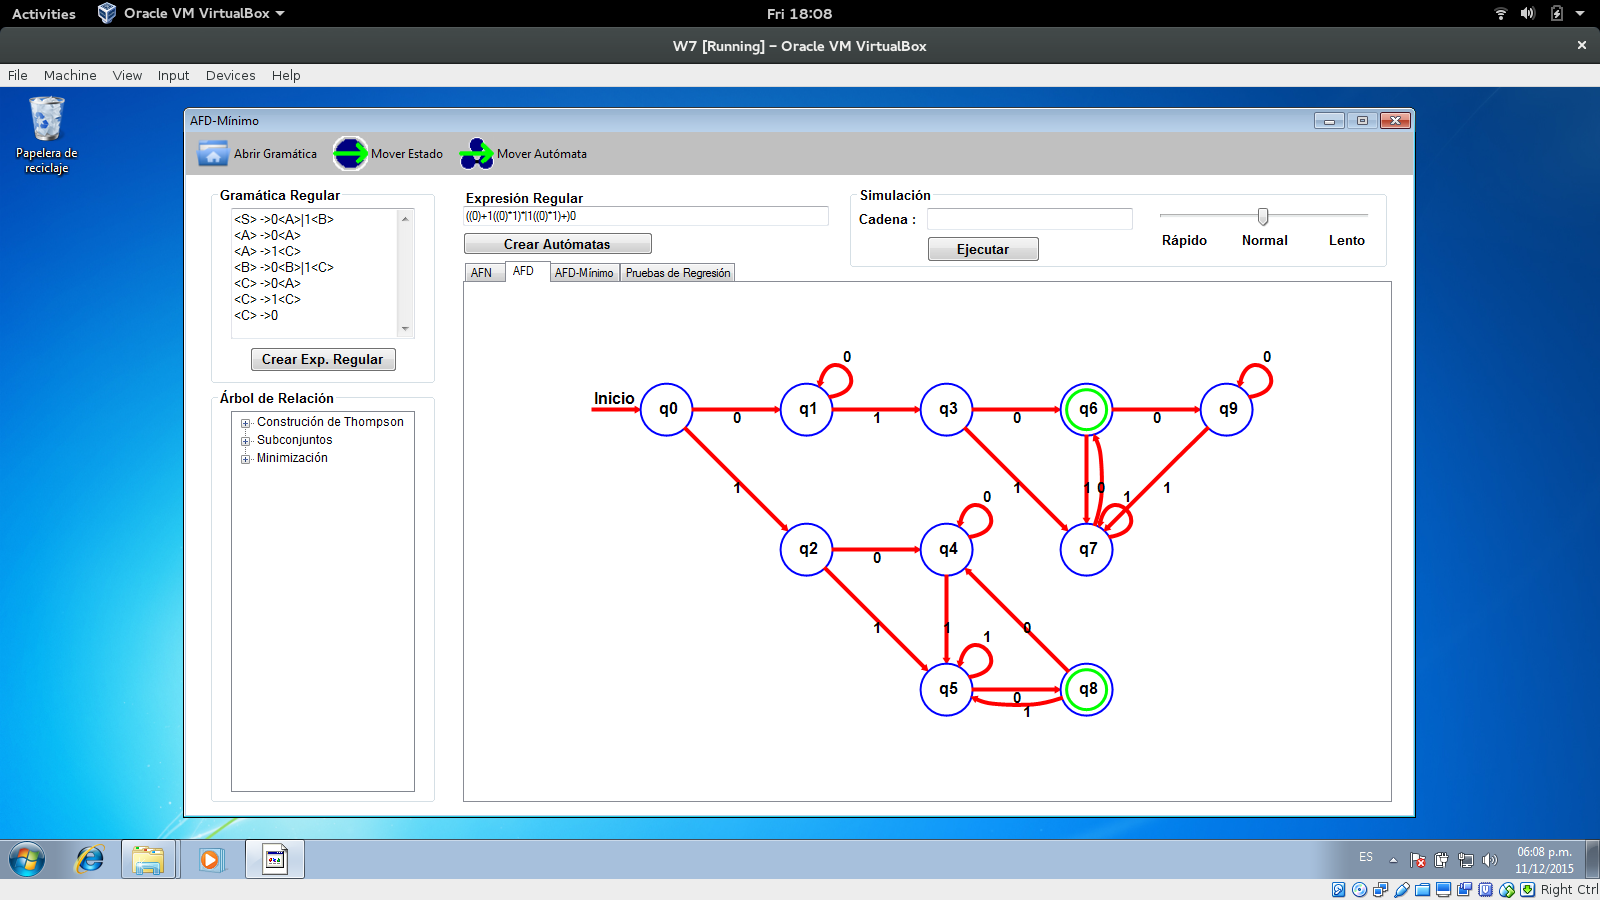 Activities Oracle VM VirtualBox Fri 18:08
W7 [Running] - Oracle VM VirtualBox
File Machine View Input Devices Help
Papelera de
reciclaje
AFD-Mínimo
Abrir Gramática Mover Estado Mover Autómata
Gramática Regular
<S> ->0<A>|1<B>
<A> ->0<A>
<A> ->1<C>
<B> ->0<B>|1<C>
<C> ->0<A>
<C> ->1<C>
<C> ->0
Crear Exp. Regular
Árbol de Relación
Construción de Thompson
Subconjuntos
Minimización
Expresión Regular
((0)+1((0)*1)*|1((0)*1)+)0
Crear Autómatas
Simulación
Cadena :
Ejecutar
Rápido Normal Lento
AFN AFD AFD-Mínimo Pruebas de Regresión
0 0
Inicio q0 q1 q3 q6 q9
0 1 0 0
1 1 1 0 1
0 1
q2 q4 q7
0
1 1 0
1
q5 q8
0
1
ES
06:08 p.m.
11/12/2015
Right Ctrl